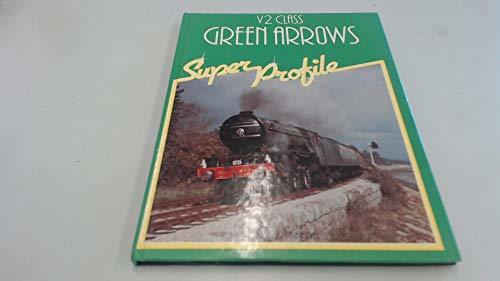 V2 CLASS
GREEN ARROWS
Super Profile